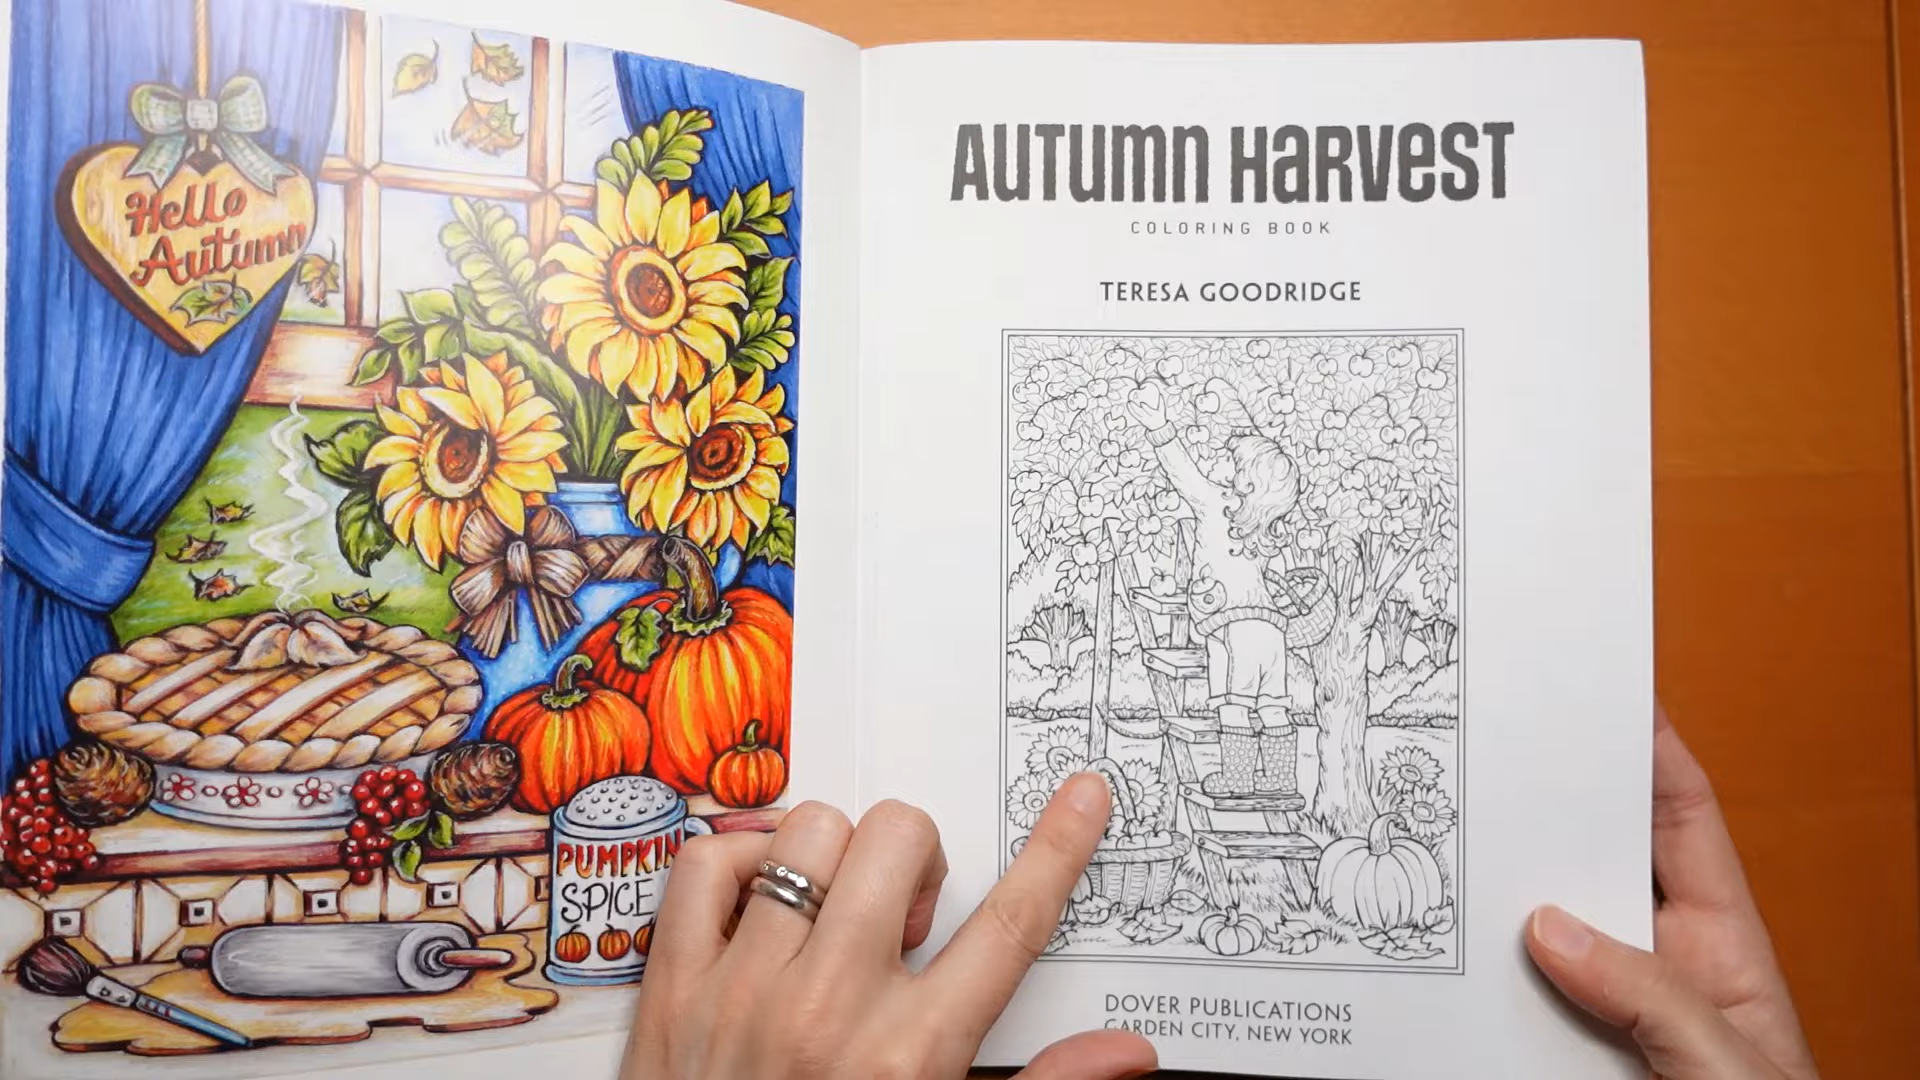 Hello
Autumn
PUMPKIN
SPICE
AUTUMN HARVEST
COLORING BOOK
TERESA GOODRIDGE
DOVER PUBLICATIONS
GARDEN CITY, NEW YORK